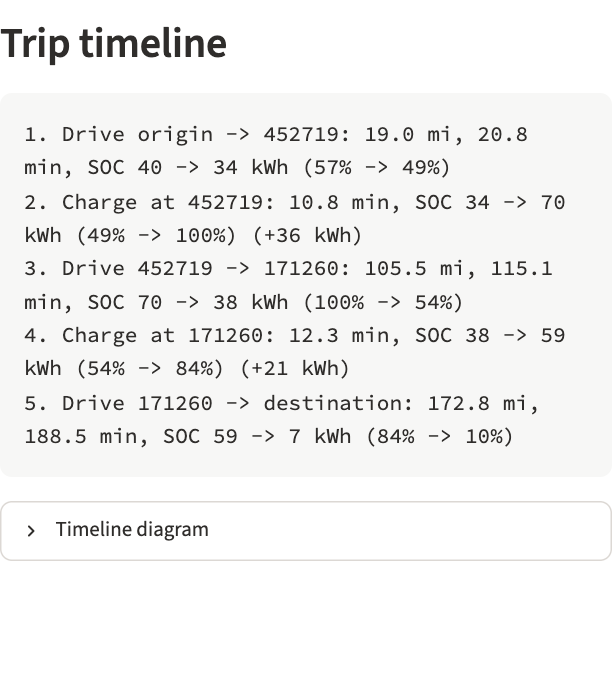 Trip timeline
1. Drive origin -> 452719: 19.0 mi, 20.8
min, SOC 40 -> 34 kWh (57% -> 49%)
2. Charge at 452719: 10.8 min, SOC 34 -> 70
kWh (49% -> 100%) (+36 kWh)
3. Drive 452719 -> 171260: 105.5 mi, 115.1
min, SOC 70 -> 38 kWh (100% -> 54%)
4. Charge at 171260: 12.3 min, SOC 38 -> 59
kWh (54% -> 84%) (+21 kWh)
5. Drive 171260 -> destination: 172.8 mi,
188.5 min, SOC 59 -> 7 kWh (84% -> 10%)
Timeline diagram